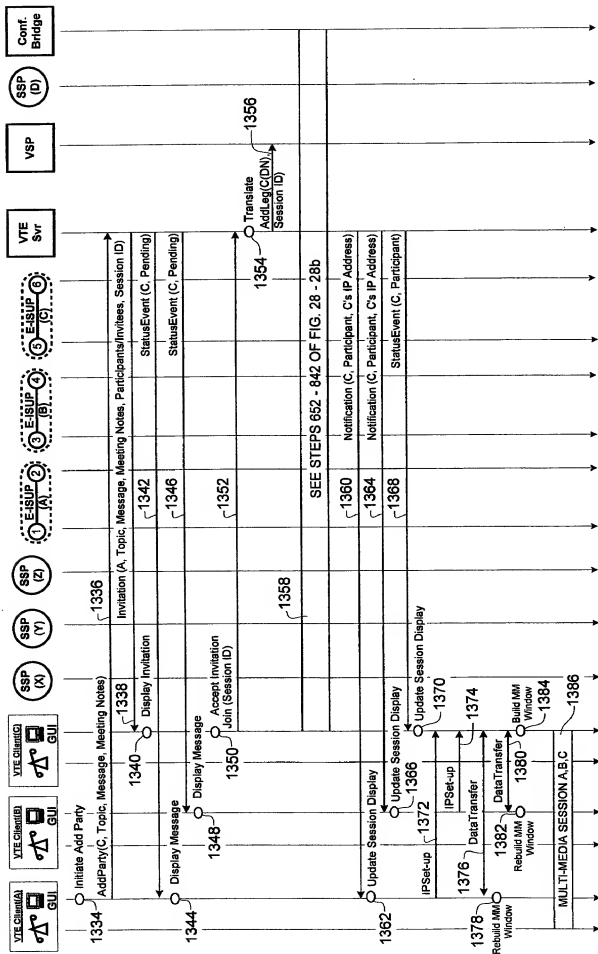 VTE Client(A)
GUI
VTE Client(B)
GUI
VTE Client(C)
GUI
SSP
(X)
SSP
(Y)
SSP
(Z)
1
E-ISUP
(A)
2
3
E-ISUP
(B)
4
5
E-ISUP
(C)
6
VTE
Svr
VSP
SSP
(D)
Conf.
Bridge
Initiate Add Party
1334
AddParty(C, Topic, Message, Meeting Notes)
1336
1338
Invitation (A, Topic, Message, Meeting Notes, Participants/Invitees, Session ID)
Display Invitation
1340
1342
StatusEvent (C, Pending)
Display Message
1344
1346
StatusEvent (C, Pending)
Display Message
1348
Accept Invitation
Join (Session ID)
1350
1352
Translate
1354
AddLeg(C(DN),
Session ID)
1356
1358
SEE STEPS 652 - 842 OF FIG. 28 - 28b
1360
Notification (C, Participant, C's IP Address)
Update Session Display
1362
1364
Notification (C, Participant, C's IP Address)
Update Session Display
1366
1368
StatusEvent (C, Participant)
Update Session Display
1370
IPSet-up
1372
IPSet-up
1374
DataTransfer
1376
1378
Rebuild MM
Window
DataTransfer
1380
1382
Rebuild MM
Window
Build MM
Window
1384
MULTI-MEDIA SESSION A,B,C
1386